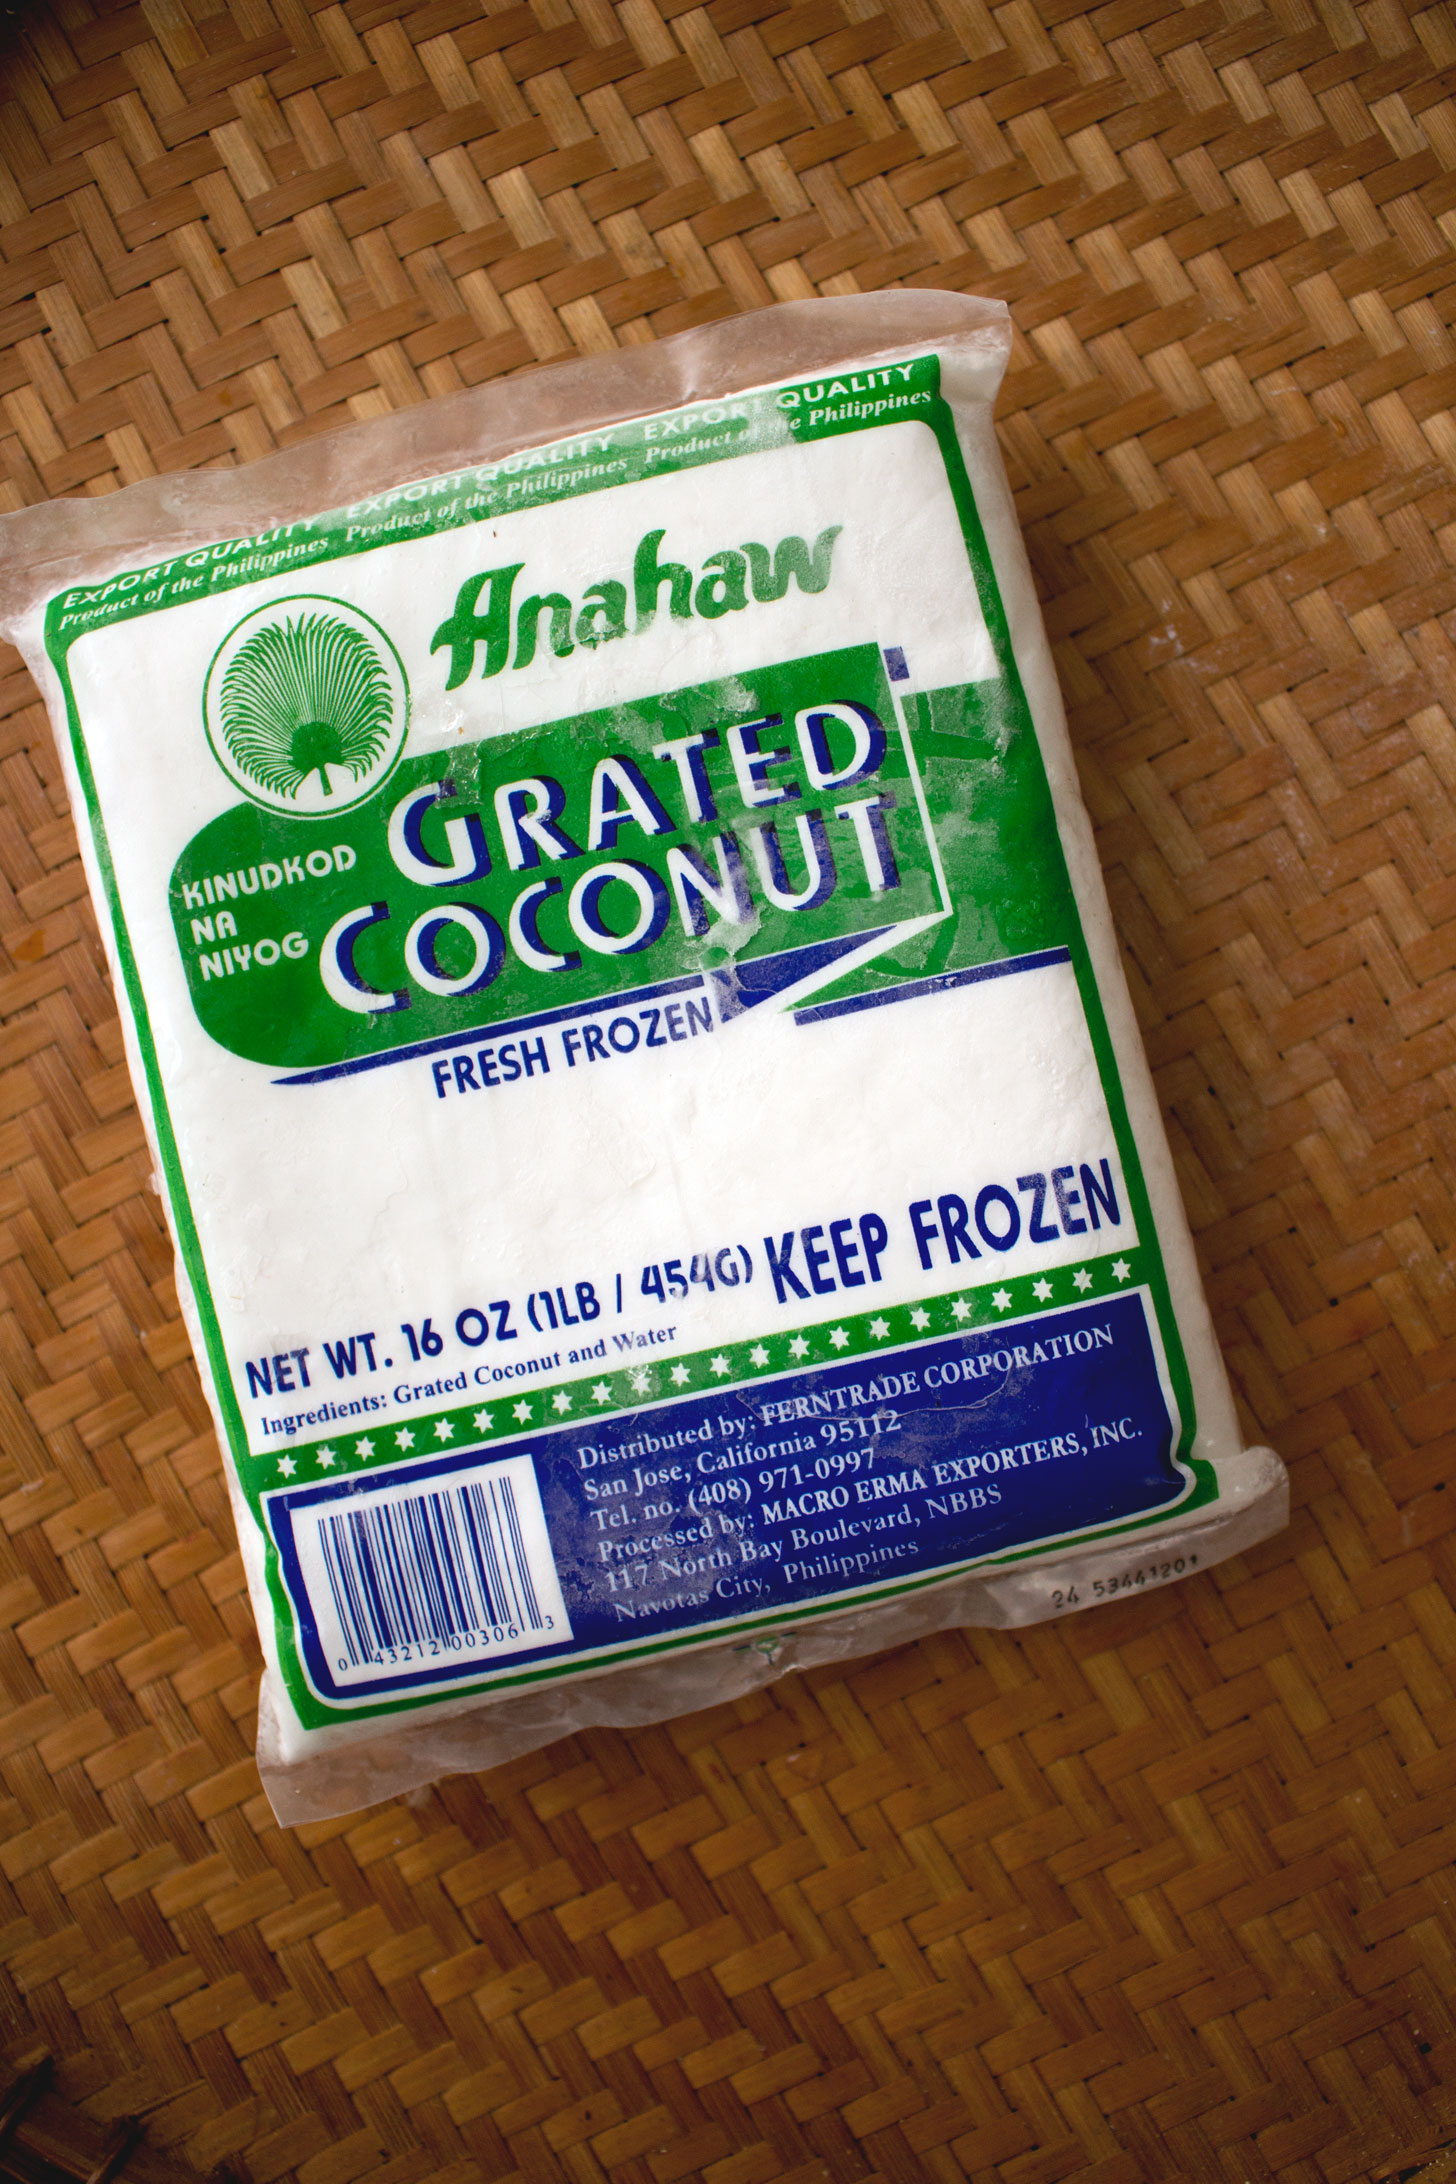 EXPORT QUALITY EXPORT QUALITY EXPORT QUALITY
Product of the Philippines Product of the Philippines Product of the Philippines
Anahaw
GRATED
COCONUT
KINUDKOD
NA
NIYOG
FRESH FROZEN
NET WT. 16 OZ (1LB / 454G) KEEP FROZEN
Ingredients: Grated Coconut and Water
Distributed by: FERNTRADE CORPORATION
San Jose, California 95112
Tel. no. (408) 971-0997
Processed by: MACRO ERMA EXPORTERS, INC.
117 North Bay Boulevard, NBBS
Navotas City, Philippines
0 43212 00306 3
24 53441201